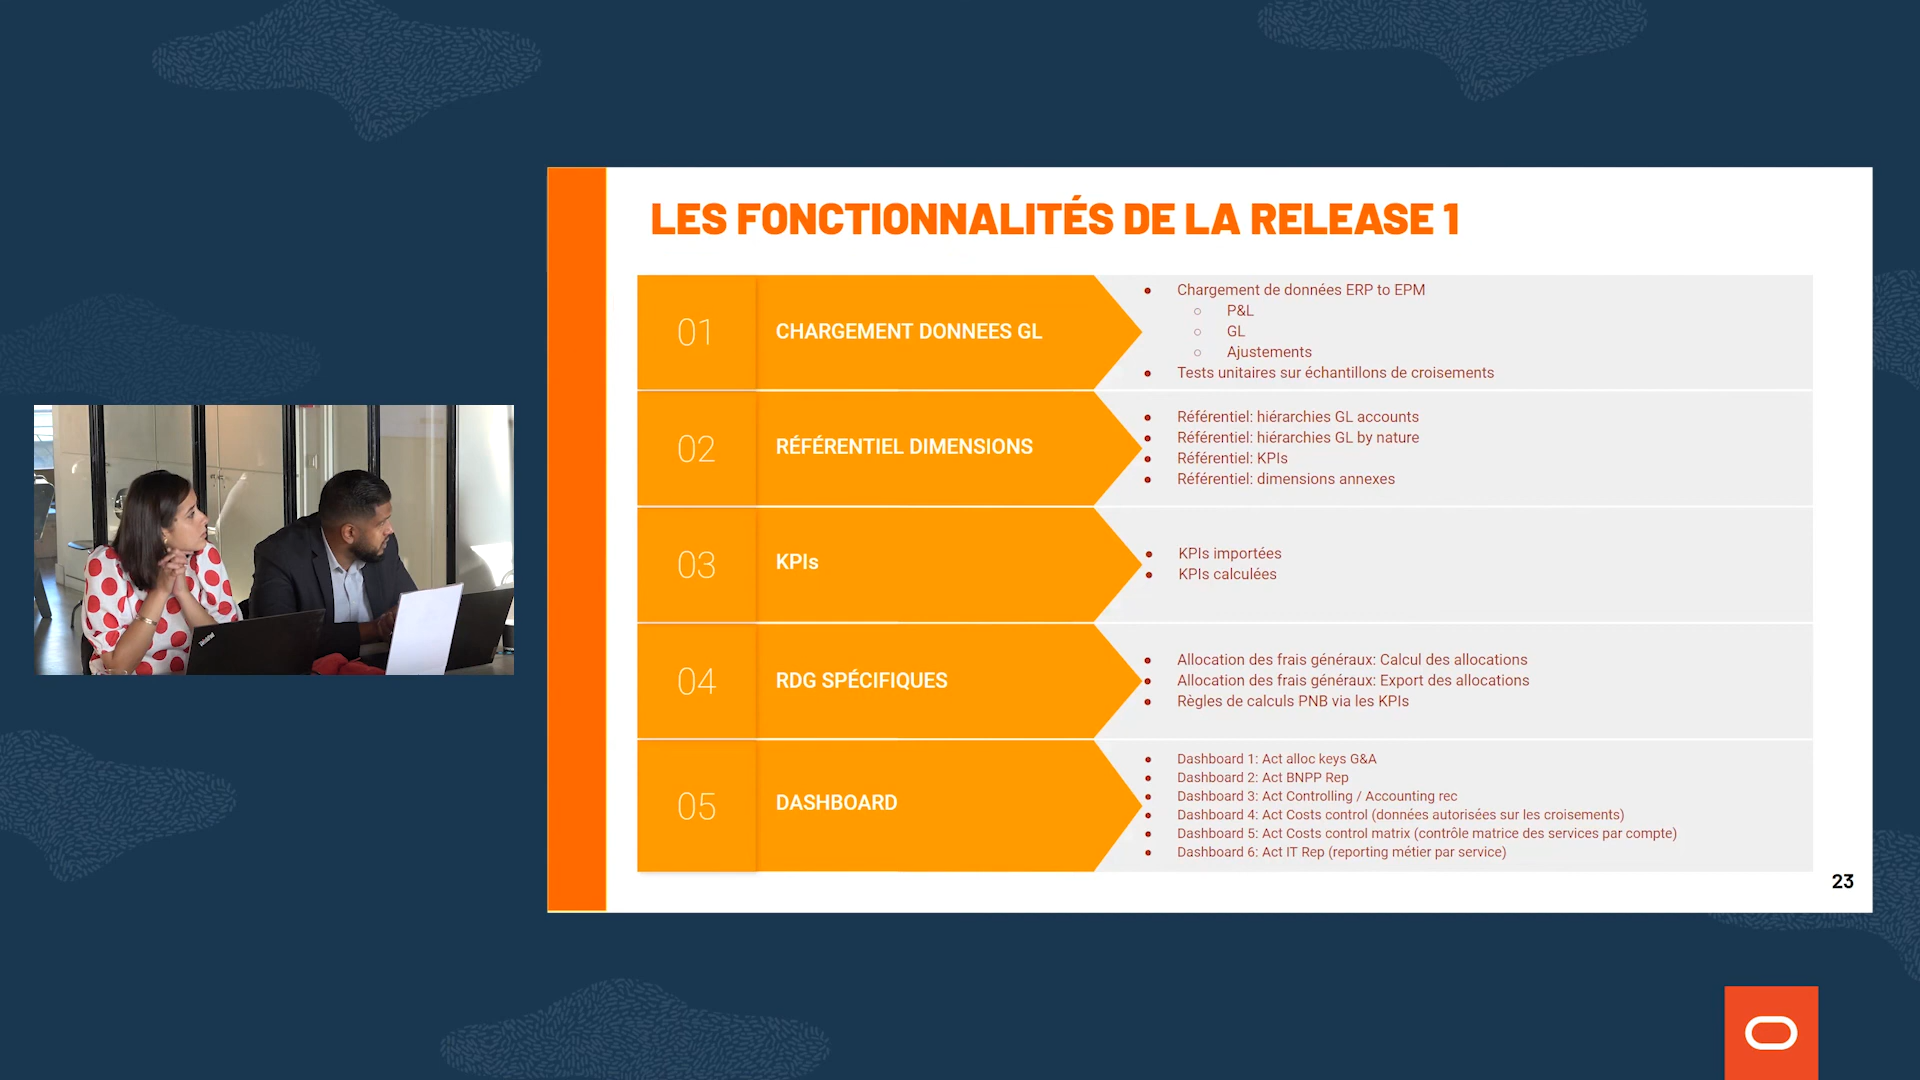 LES FONCTIONNALITÉS DE LA RELEASE 1
01
CHARGEMENT DONNEES GL
Chargement de données ERP to EPM
P&L
GL
Ajustements
Tests unitaires sur échantillons de croisements
02
RÉFÉRENTIEL DIMENSIONS
Référentiel: hiérarchies GL accounts
Référentiel: hiérarchies GL by nature
Référentiel: KPIs
Référentiel: dimensions annexes
03
KPIs
KPIs importées
KPIs calculées
04
RDG SPÉCIFIQUES
Allocation des frais généraux: Calcul des allocations
Allocation des frais généraux: Export des allocations
Règles de calculs PNB via les KPIs
05
DASHBOARD
Dashboard 1: Act alloc keys G&A
Dashboard 2: Act BNPP Rep
Dashboard 3: Act Controlling / Accounting rec
Dashboard 4: Act Costs control (données autorisées sur les croisements)
Dashboard 5: Act Costs control matrix (contrôle matrice des services par compte)
Dashboard 6: Act IT Rep (reporting métier par service)
23